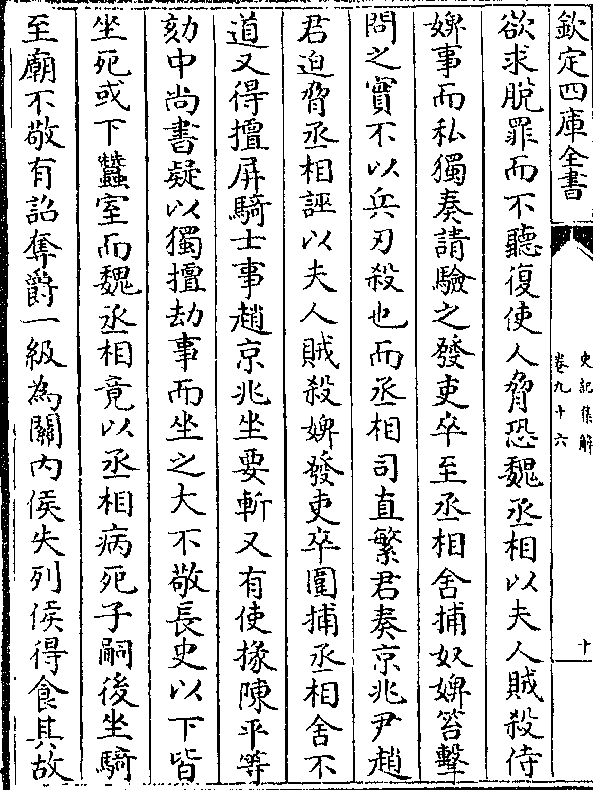 欽定四庫全書
史記集解
卷九十六
十
欲求脫罪而不聽復使人脅恐魏丞相以夫人賊殺侍
婢事而私獨奏請驗之發吏卒至丞相舍捕奴婢笞擊
問之實不以兵刃殺也而丞相司直繁君奏京兆尹趙
君迫脅丞相誣以夫人賊殺婢發吏卒圍捕丞相舍不
道又得擅屏騎士事趙京兆坐要斬又有使掾陳平等
劾中尚書疑以獨擅劫事而坐之大不敬長史以下皆
坐死或下蠶室而魏丞相竟以丞相病死子嗣後坐騎
至廟不敬有詔奪爵一級為關內侯失列侯得食其故